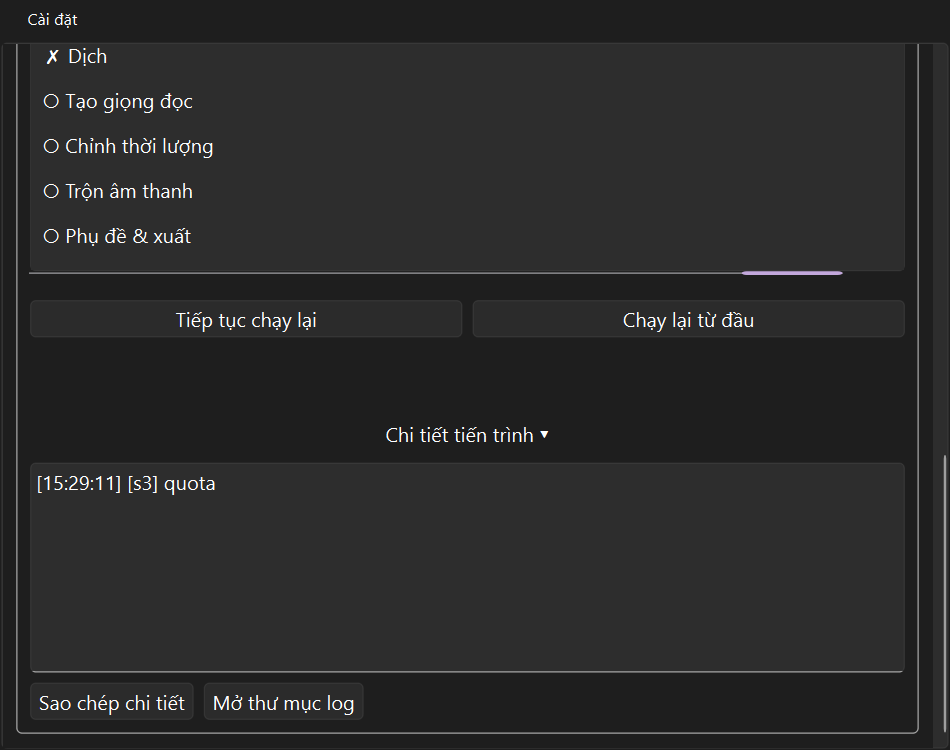 Cài đặt
✗ Dịch
○ Tạo giọng đọc
○ Chỉnh thời lượng
○ Trộn âm thanh
○ Phụ đề & xuất
Tiếp tục chạy lại
Chạy lại từ đầu
Chi tiết tiến trình ▼
[15:29:11] [s3] quota
Sao chép chi tiết
Mở thư mục log